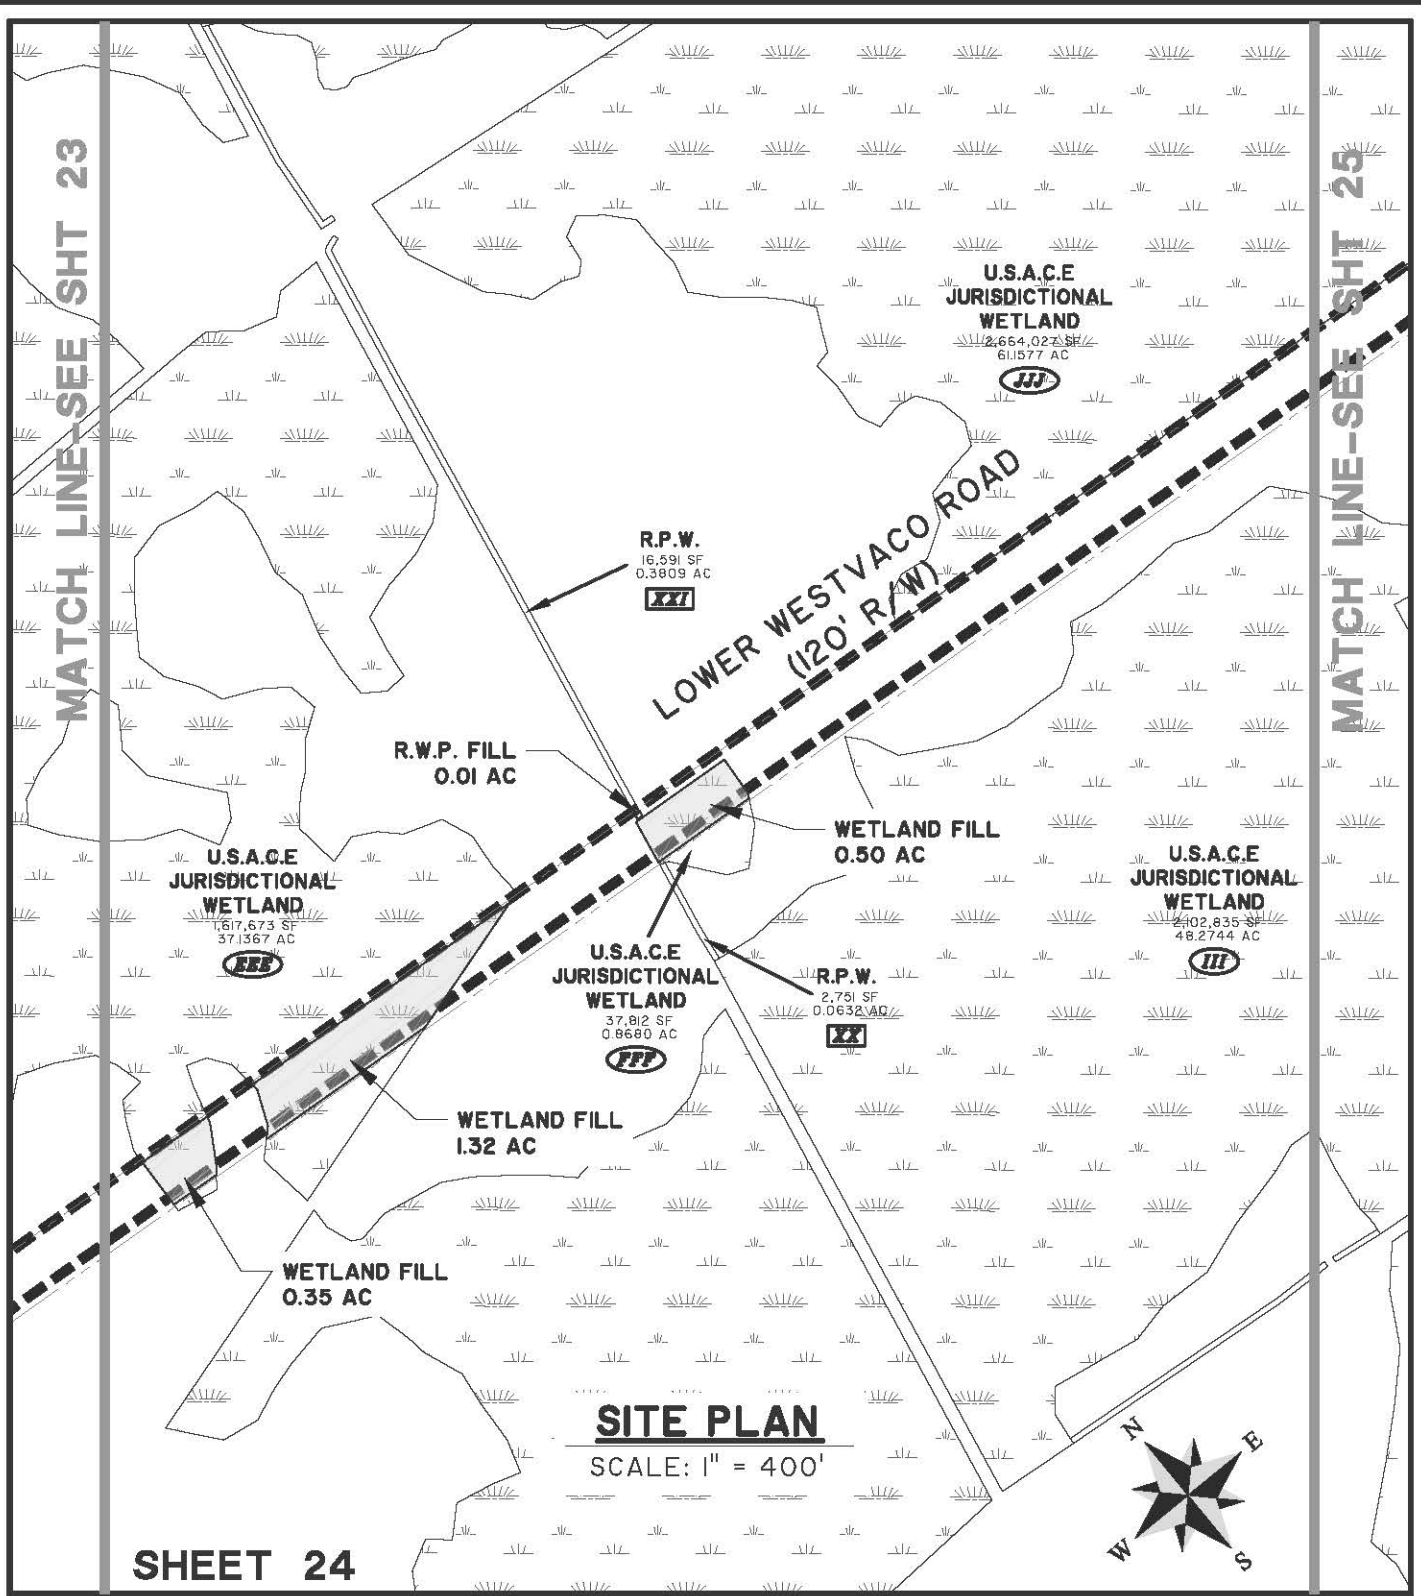 MATCH LINE-SEE SHT 23
MATCH LINE-SEE SHT 25
U.S.A.C.E
JURISDICTIONAL
WETLAND
2,664,027 SF
61.1577 AC
JJJ
R.P.W.
16,591 SF
0.3809 AC
XXI
LOWER WESTVACO ROAD
(120' R/W)
R.W.P. FILL
0.01 AC
WETLAND FILL
0.50 AC
U.S.A.C.E
JURISDICTIONAL
WETLAND
1,617,673 SF
37.1367 AC
EEE
U.S.A.C.E
JURISDICTIONAL
WETLAND
2,102,835 SF
48.2744 AC
III
U.S.A.C.E
JURISDICTIONAL
WETLAND
37,812 SF
0.8680 AC
FFF
R.P.W.
2,751 SF
0.0632 AC
XX
WETLAND FILL
1.32 AC
WETLAND FILL
0.35 AC
SITE PLAN
SCALE: 1" = 400'
N
E
W
S
SHEET 24